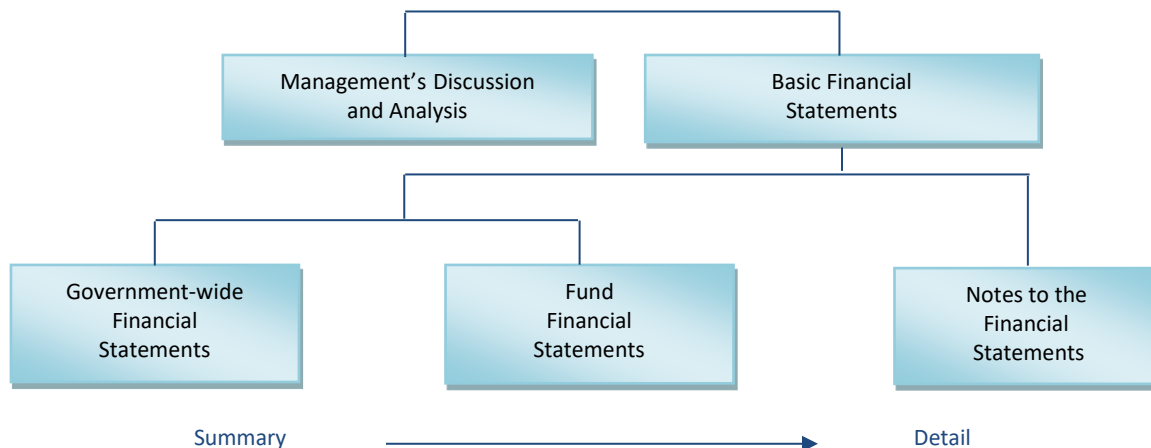 Management’s Discussion
and Analysis
Basic Financial
Statements
Government-wide
Financial
Statements
Fund
Financial
Statements
Notes to the
Financial
Statements
Summary
Detail